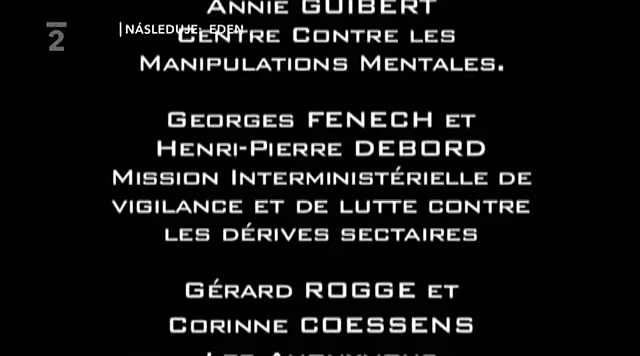 Annie GUIBERT
2 NÁSLEDUJE: EDEN
Centre Contre les
Manipulations Mentales.
Georges FENECH et
Henri-Pierre DEBORD
Mission Interministérielle de
vigilance et de lutte contre
les dérives sectaires
Gérard ROGGE et
Corinne COESSENS